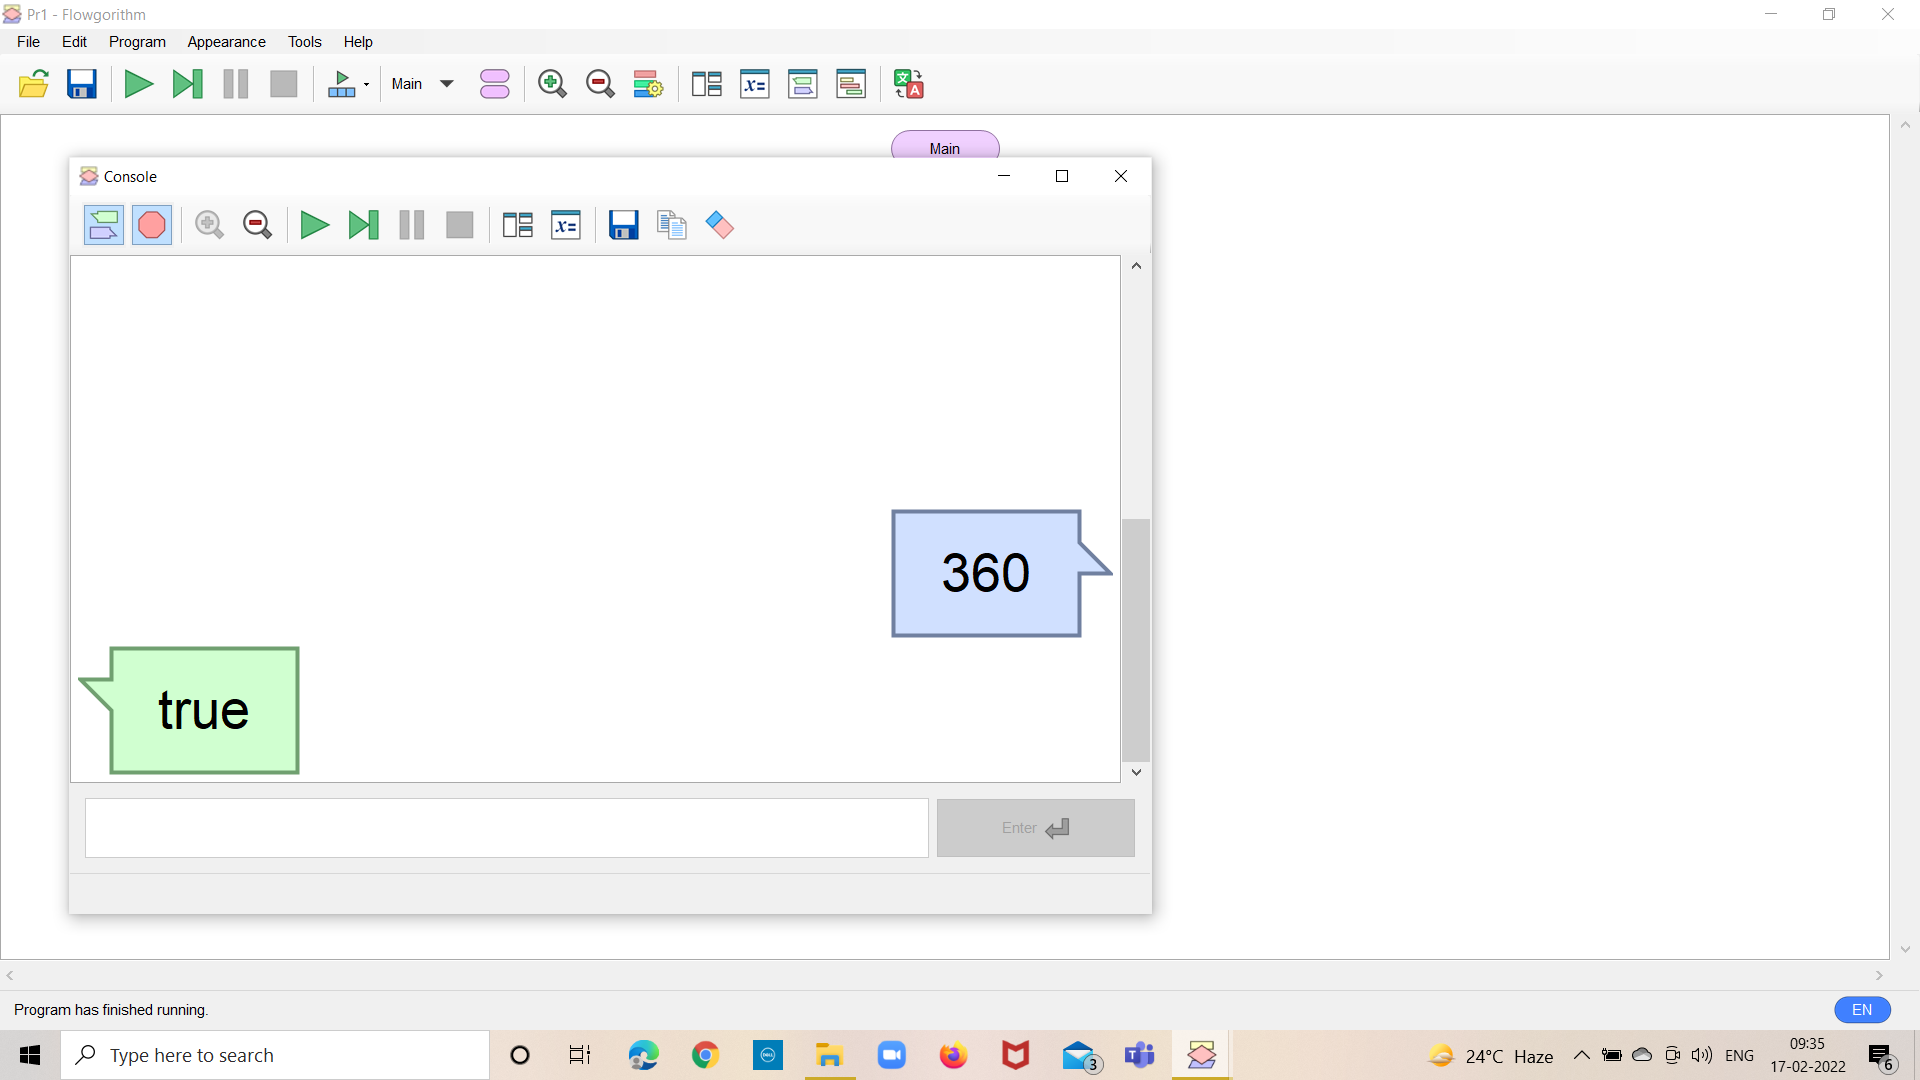 Pr1 - Flowgorithm
File Edit Program Appearance Tools Help
Main
x=
A
Main
Console
x=
360
true
Enter
Program has finished running.
EN
Type here to search
DELL
3
T
24°C Haze
ENG
09:35
17-02-2022
6